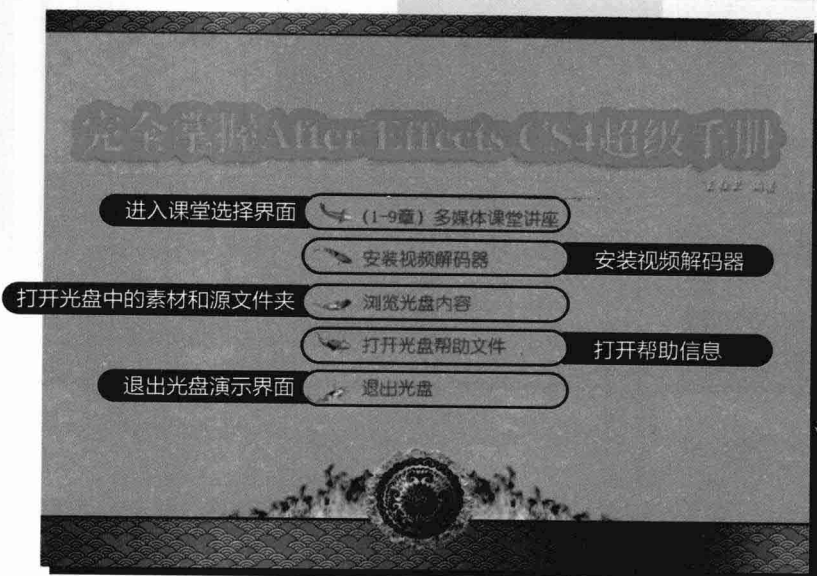 完全掌握After Effects CS4超级手册
进入课堂选择界面
(1-9章) 多媒体课堂讲座
安装视频解码器
安装视频解码器
打开光盘中的素材和源文件夹
浏览光盘内容
打开光盘帮助文件
打开帮助信息
退出光盘演示界面
退出光盘